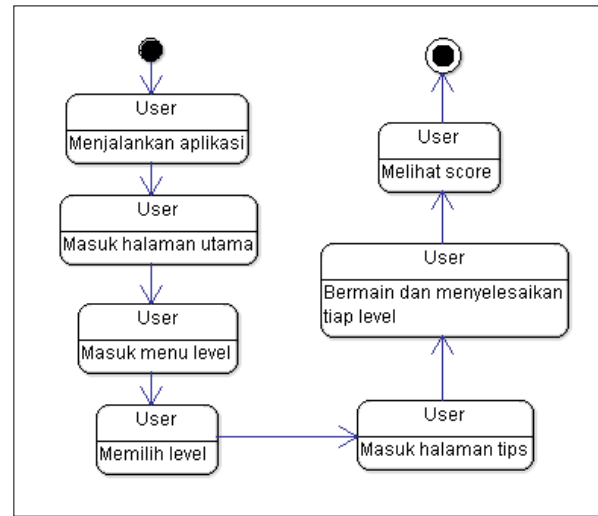 User
Menjalankan aplikasi
User
Masuk halaman utama
User
Masuk menu level
User
Memilih level
User
Masuk halaman tips
User
Bermain dan menyelesaikan
tiap level
User
Melihat score